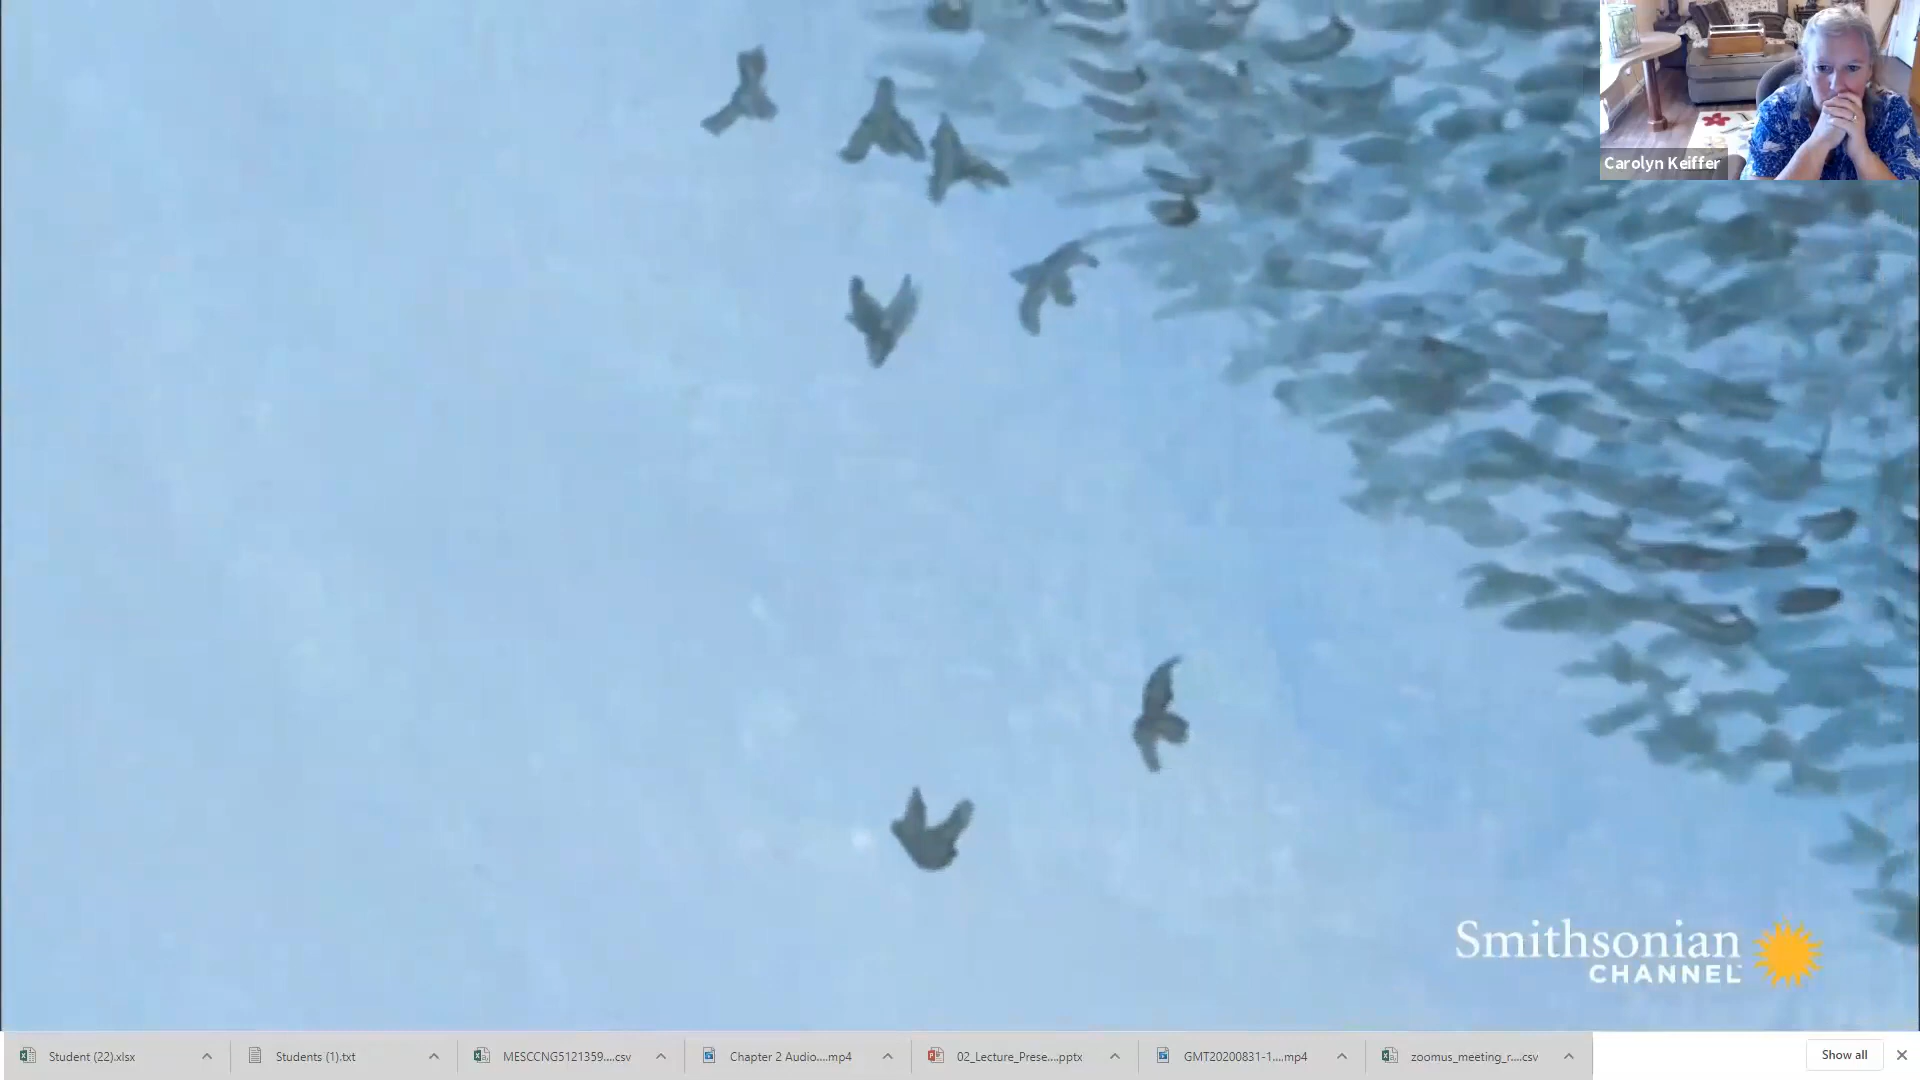 Carolyn Keiffer
Smithsonian
CHANNEL
Student (22).xlsx
Students (1).txt
MESCCNG5121359....csv
Chapter 2 Audio....mp4
02_Lecture_Prese....pptx
GMT20200831-1....mp4
zoomus_meeting_r....csv
Show all